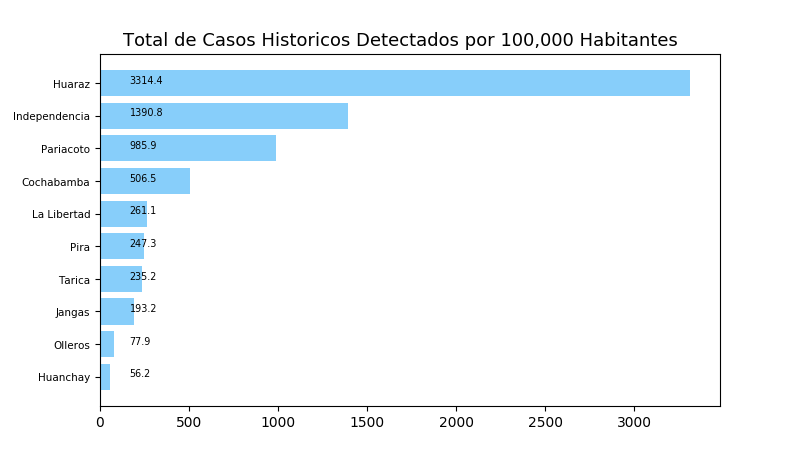 Total de Casos Historicos Detectados por 100,000 Habitantes
Huaraz 3314.4
Independencia 1390.8
Pariacoto 985.9
Cochabamba 506.5
La Libertad 261.1
Pira 247.3
Tarica 235.2
Jangas 193.2
Olleros 77.9
Huanchay 56.2
0 500 1000 1500 2000 2500 3000